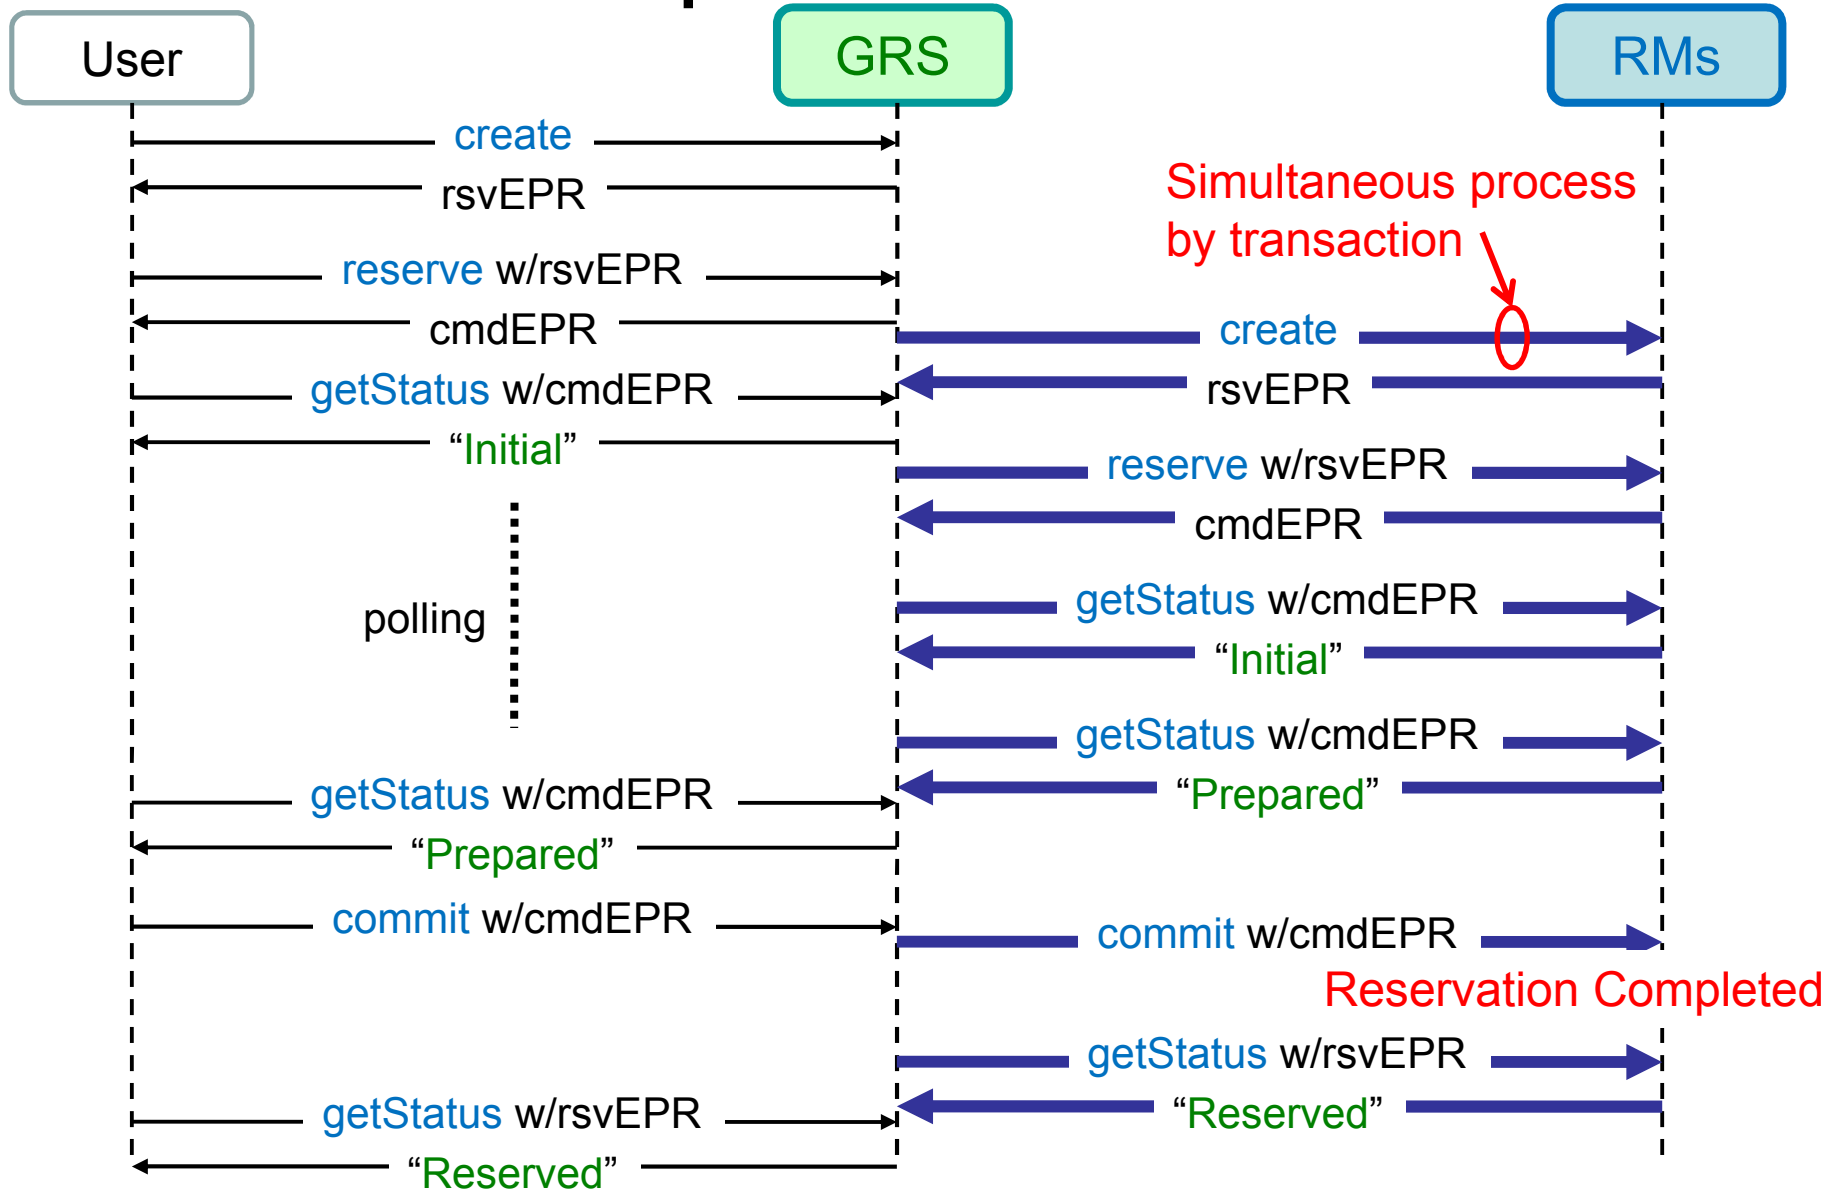 User
GRS
RMs
create
rsvEPR
Simultaneous process
by transaction
reserve w/rsvEPR
cmdEPR
create
getStatus w/cmdEPR
rsvEPR
“Initial”
reserve w/rsvEPR
cmdEPR
polling
getStatus w/cmdEPR
“Initial”
getStatus w/cmdEPR
getStatus w/cmdEPR
“Prepared”
“Prepared”
commit w/cmdEPR
commit w/cmdEPR
Reservation Completed
getStatus w/rsvEPR
getStatus w/rsvEPR
“Reserved”
“Reserved”